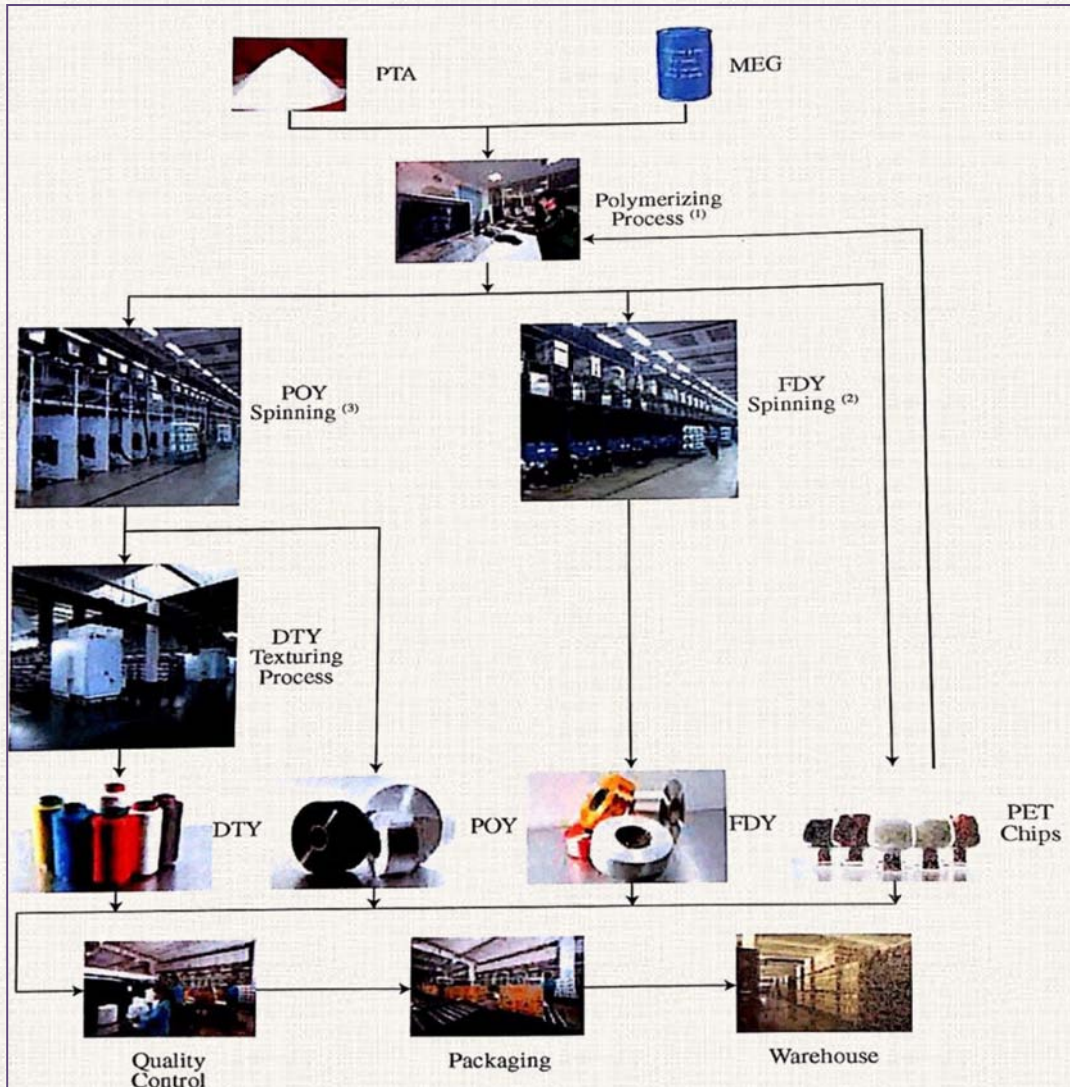 PTA
MEG
Polymerizing
Process (1)
POY
Spinning (3)
FDY
Spinning (2)
DTY
Texturing
Process
DTY
POY
FDY
PET
Chips
Quality
Control
Packaging
Warehouse